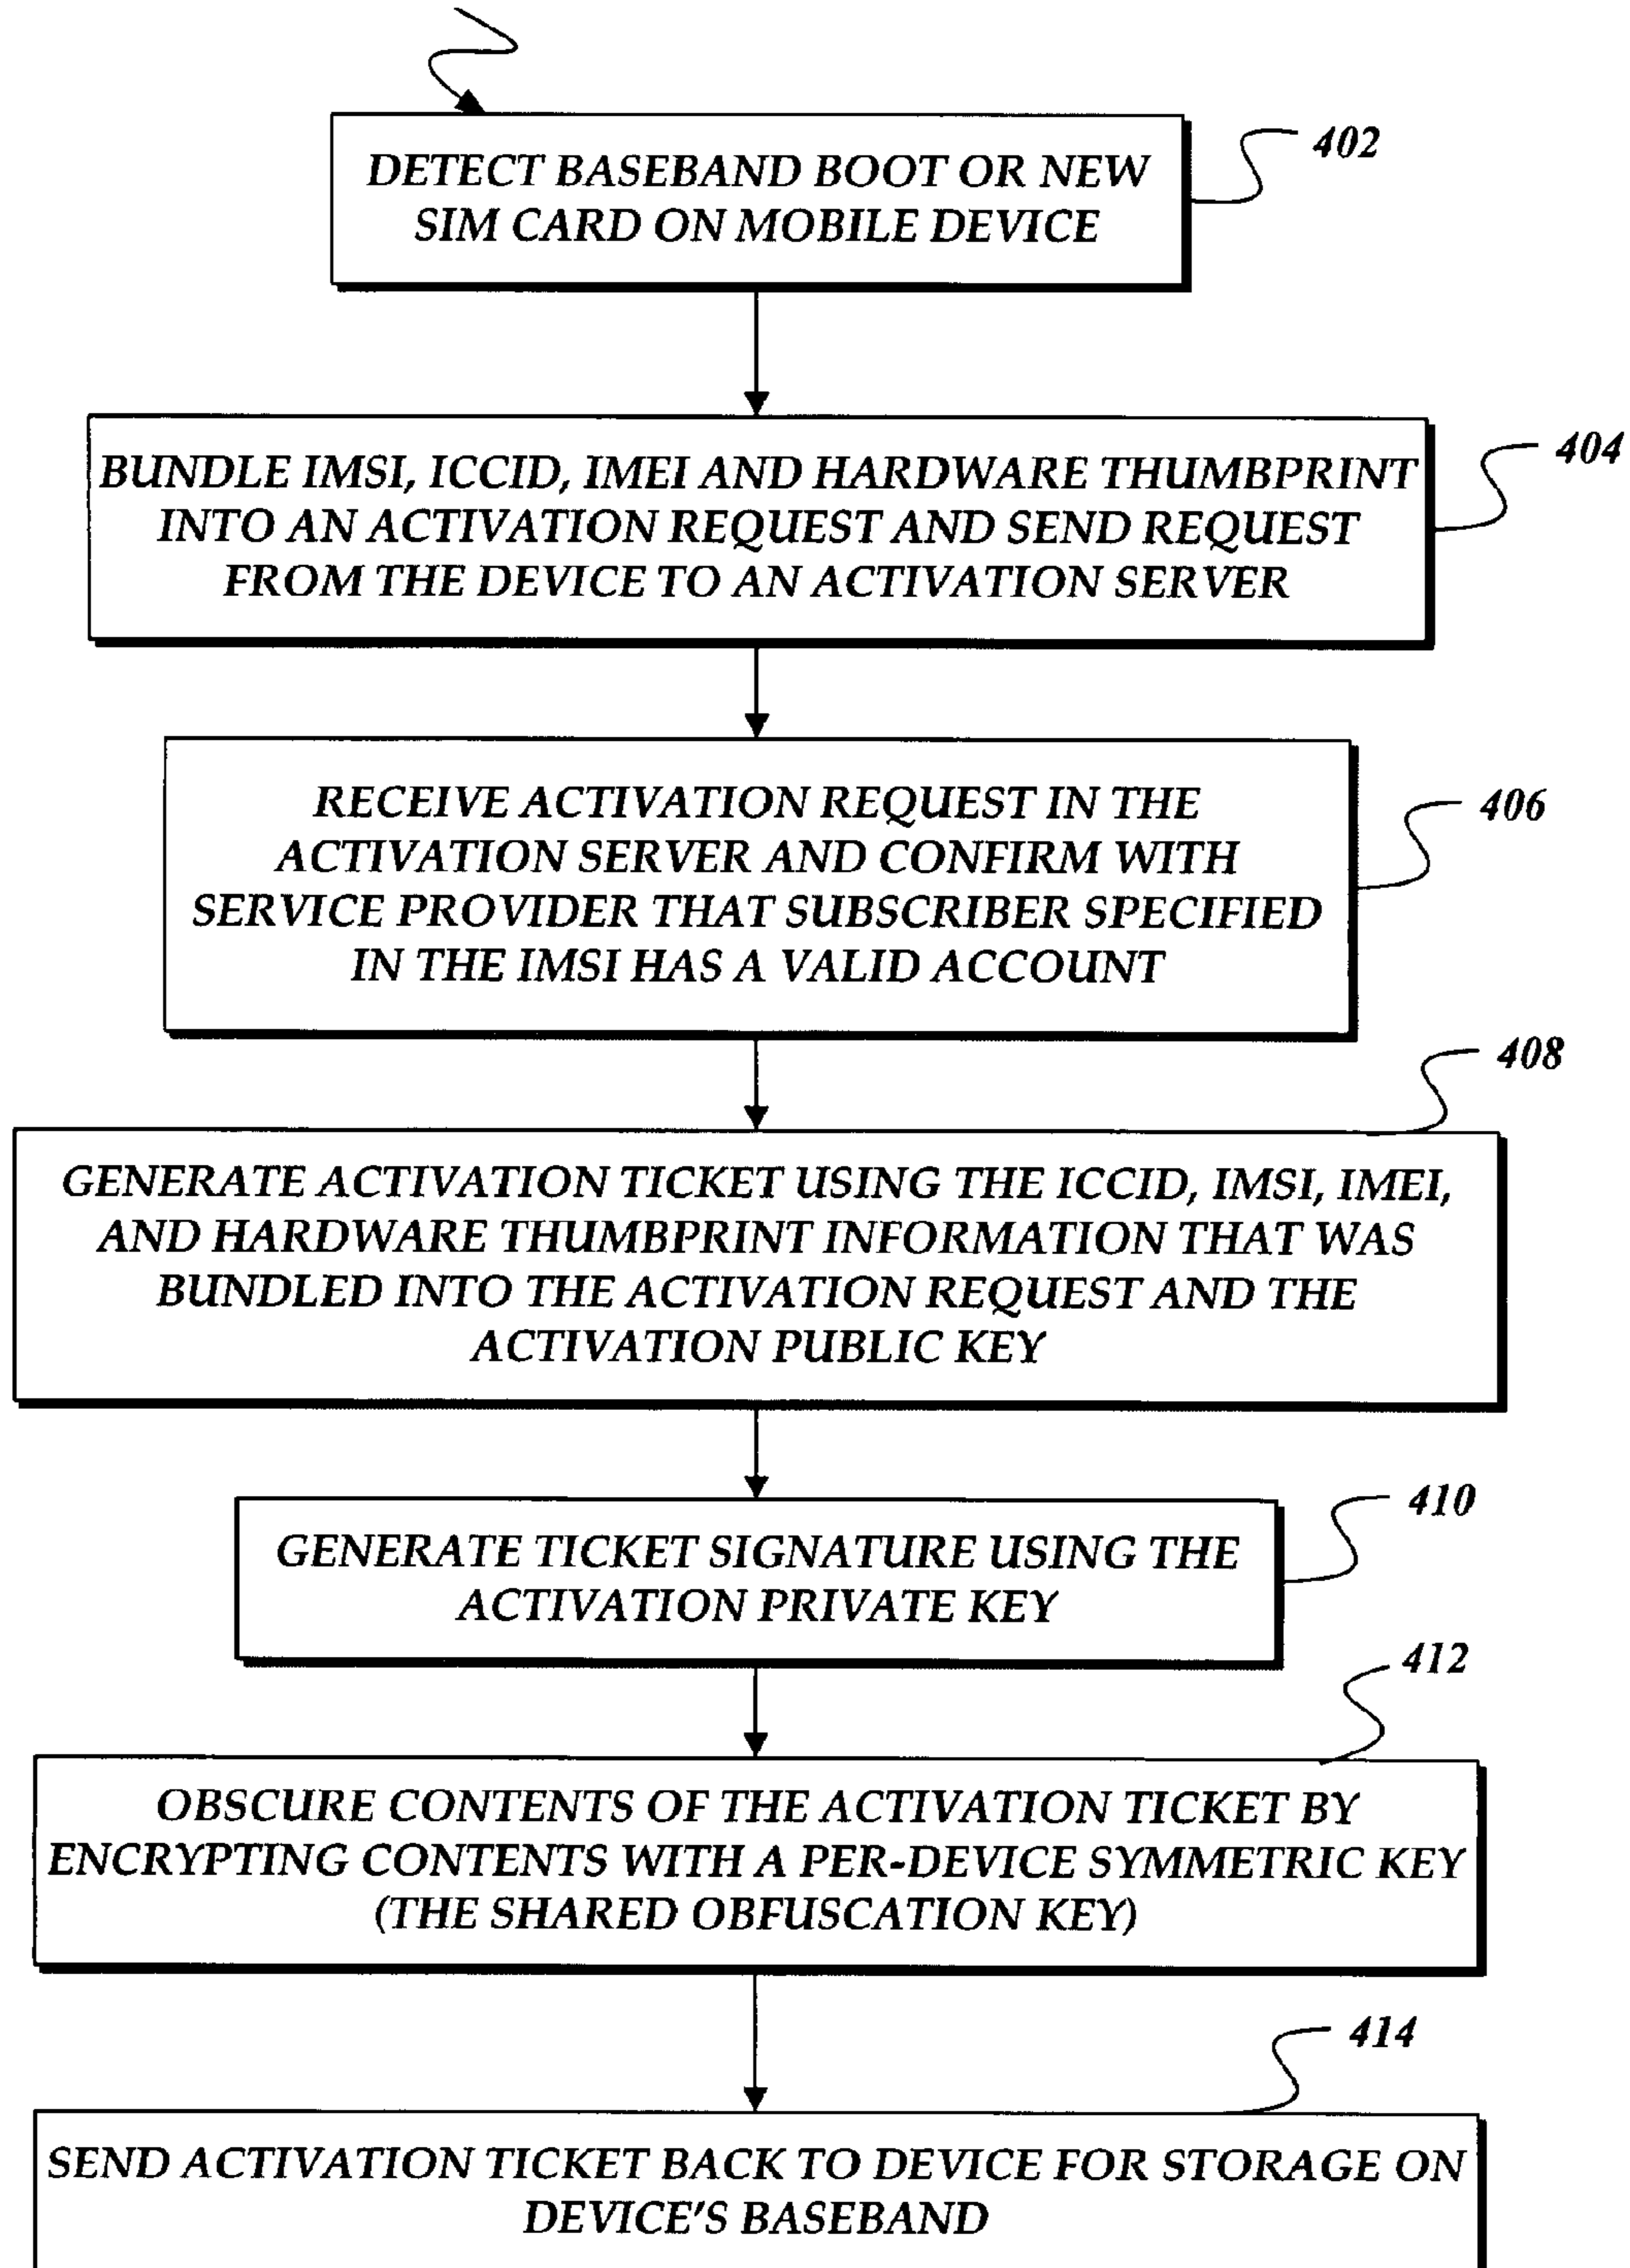 DETECT BASEBAND BOOT OR NEW
SIM CARD ON MOBILE DEVICE
402
BUNDLE IMSI, ICCID, IMEI AND HARDWARE THUMBPRINT
INTO AN ACTIVATION REQUEST AND SEND REQUEST
FROM THE DEVICE TO AN ACTIVATION SERVER
404
RECEIVE ACTIVATION REQUEST IN THE
ACTIVATION SERVER AND CONFIRM WITH
SERVICE PROVIDER THAT SUBSCRIBER SPECIFIED
IN THE IMSI HAS A VALID ACCOUNT
406
408
GENERATE ACTIVATION TICKET USING THE ICCID, IMSI, IMEI,
AND HARDWARE THUMBPRINT INFORMATION THAT WAS
BUNDLED INTO THE ACTIVATION REQUEST AND THE
ACTIVATION PUBLIC KEY
410
GENERATE TICKET SIGNATURE USING THE
ACTIVATION PRIVATE KEY
412
OBSCURE CONTENTS OF THE ACTIVATION TICKET BY
ENCRYPTING CONTENTS WITH A PER-DEVICE SYMMETRIC KEY
(THE SHARED OBFUSCATION KEY)
414
SEND ACTIVATION TICKET BACK TO DEVICE FOR STORAGE ON
DEVICE'S BASEBAND